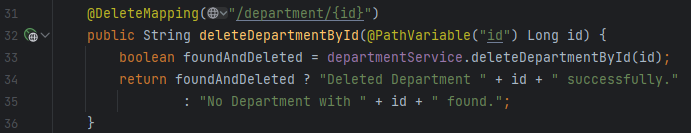 31 @DeleteMapping("/department/{id}")
32 public String deleteDepartmentById(@PathVariable("id") Long id) {
33 boolean foundAndDeleted = departmentService.deleteDepartmentById(id);
34 return foundAndDeleted ? "Deleted Department " + id + " successfully."
35 : "No Department with " + id + " found.";
36 }